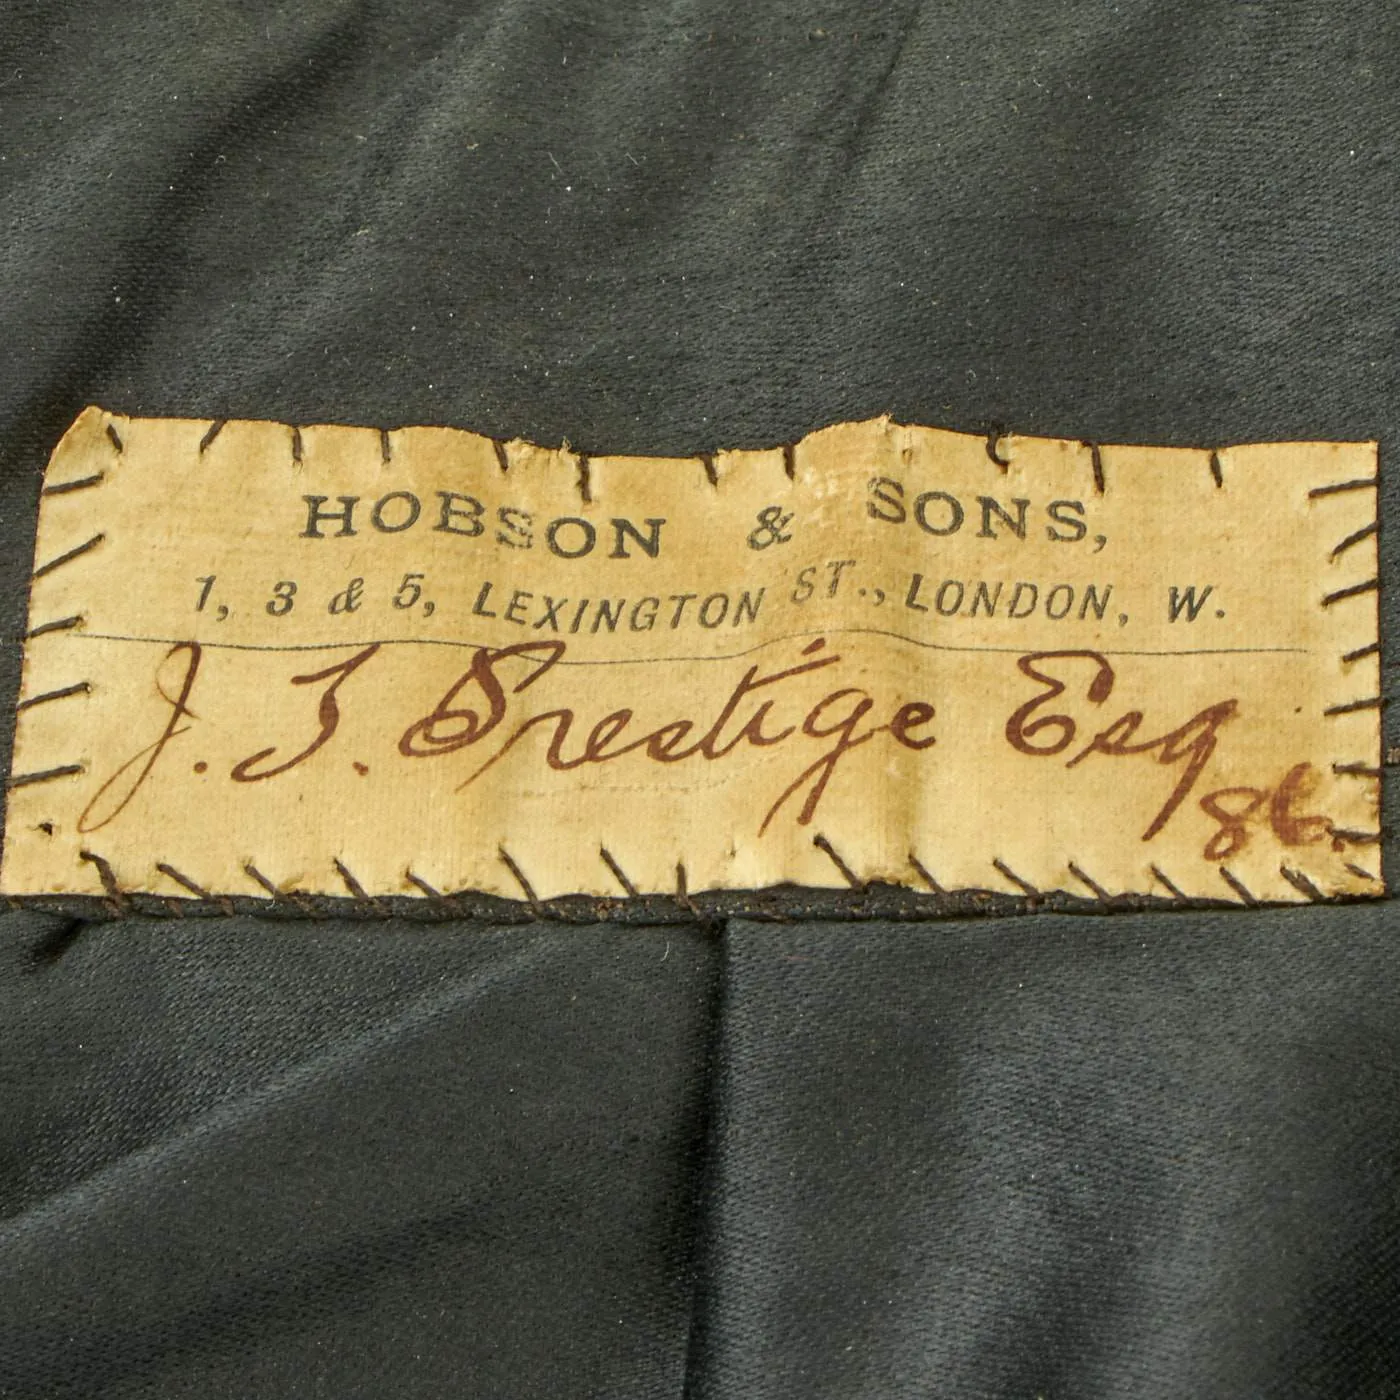 HOBSON & SONS,
1, 3 & 5, LEXINGTON ST., LONDON, W.
J. T. Prestige Esq
86.